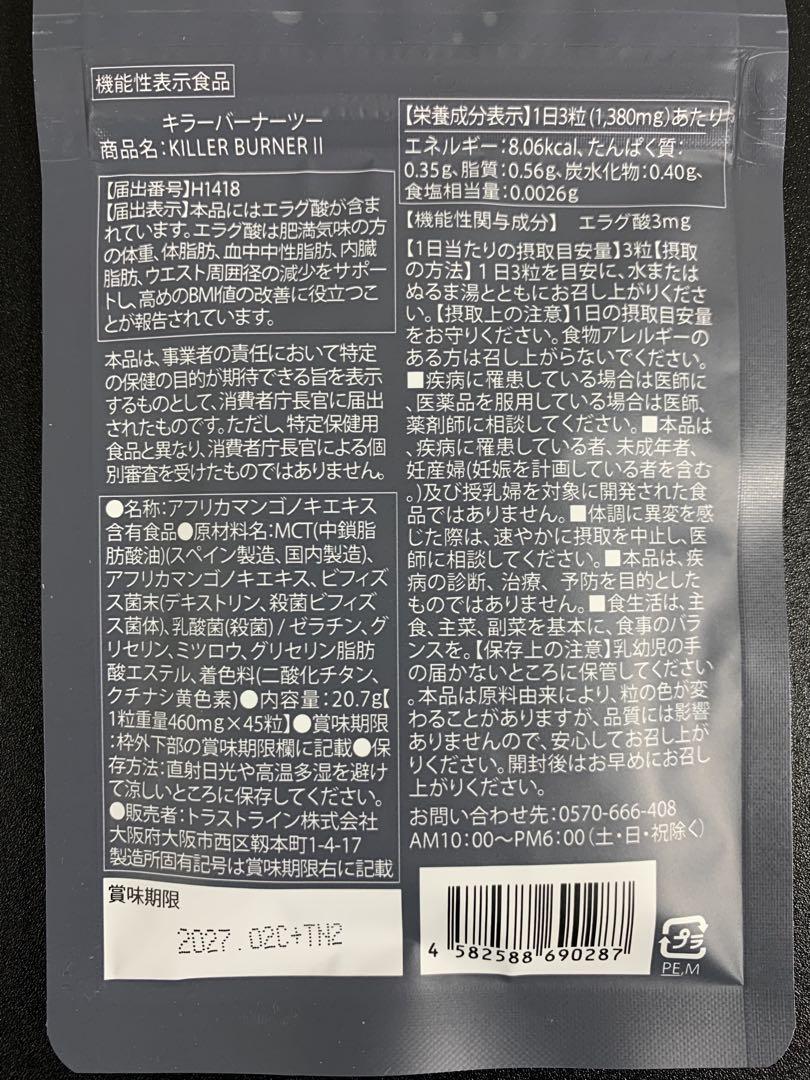 機能性表示食品
キラーバーナーツー
商品名:KILLER BURNER II
【届出番号】H1418
【届出表示】本品にはエラグ酸が含ま
れています。エラグ酸は肥満気味の方
の体重、体脂肪、血中中性脂肪、内臓
脂肪、ウエスト周囲径の減少をサポー
トし、高めのBMI値の改善に役立つこ
とが報告されています。
本品は、事業者の責任において特定
の保健の目的が期待できる旨を表示
するものとして、消費者庁長官に届出
されたものです。ただし、特定保健用
食品と異なり、消費者庁長官による個
別審査を受けたものではありません。
●名称:アフリカマンゴノキエキス
含有食品●原材料名:MCT(中鎖脂
肪酸油)(スペイン製造、国内製造)、
アフリカマンゴノキエキス、ビフィズ
ス菌末(デキストリン、殺菌ビフィズ
ス菌体)、乳酸菌(殺菌)/ゼラチン、グ
リセリン、ミツロウ、グリセリン脂肪
酸エステル、着色料(二酸化チタン、
クチナシ黄色素)●内容量:20.7g【
1粒重量460mg×45粒】●賞味期限
:枠外下部の賞味期限欄に記載●保
存方法:直射日光や高温多湿を避け
て涼しいところに保存してください。
●販売者:トラストライン株式会社
大阪府大阪市西区靱本町1-4-17
製造所固有記号は賞味期限右に記載
賞味期限
2027.02C+TN2
【栄養成分表示】1日3粒(1,380mg)あたり
エネルギー:8.06kcal、たんぱく質:
0.35g、脂質:0.56g、炭水化物:0.40g、
食塩相当量:0.0026g
【機能性関与成分】 エラグ酸3mg
【1日当たりの摂取目安量】3粒【摂取
の方法】1日3粒を目安に、水または
ぬるま湯とともにお召し上がりくださ
い。【摂取上の注意】1日の摂取目安量
をお守りください。食物アレルギーの
ある方は召し上がらないでください。
■疾病に罹患している場合は医師に
、医薬品を服用している場合は医師、
薬剤師に相談してください。■本品は
、疾病に罹患している者、未成年者、
妊産婦(妊娠を計画している者を含む
。)及び授乳婦を対象に開発された食
品ではありません。■体調に異変を感
じた際は、速やかに摂取を中止し、医
師に相談してください。■本品は、疾
病の診断、治療、予防を目的とした
ものではありません。■食生活は、主
食、主菜、副菜を基本に、食事のバラ
ンスを。【保存上の注意】乳幼児の手
の届かないところに保管してください
。本品は原料由来により、粒の色が変
わることがありますが、品質には影響
ありませんので、安心してお召し上が
りください。開封後はお早めにお召し
上がりください。
お問い合わせ先:0570-666-408
AM10:00〜PM6:00(土・日・祝除く)
4 582588 690287
プラ
PE,M